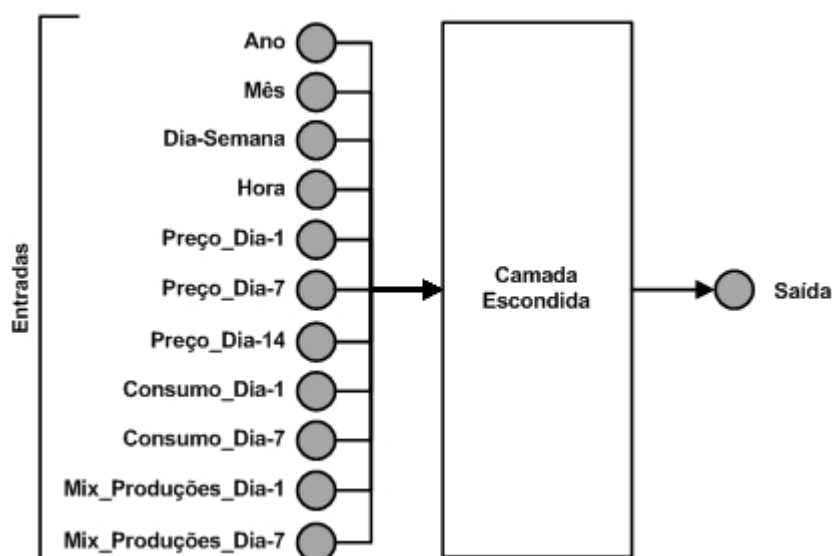 Ano
Mês
Dia-Semana
Hora
Preço_Dia-1
Preço_Dia-7
Preço_Dia-14
Consumo_Dia-1
Consumo_Dia-7
Mix_Produções_Dia-1
Mix_Produções_Dia-7
Entradas
Camada
Escondida
Saída